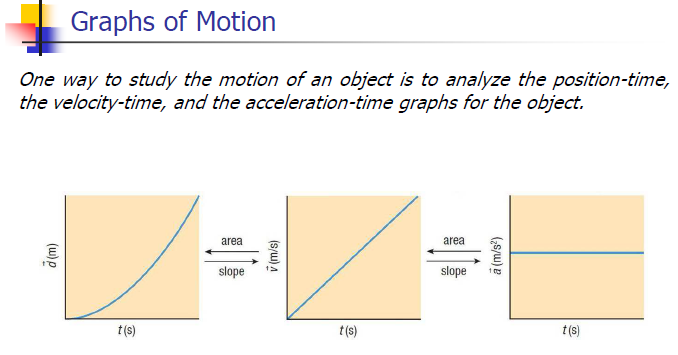 Graphs of Motion
One way to study the motion of an object is to analyze the position-time,
the velocity-time, and the acceleration-time graphs for the object.
d⃗ (m)
t (s)
area
slope
v⃗ (m/s)
t (s)
area
slope
a⃗ (m/s²)
t (s)